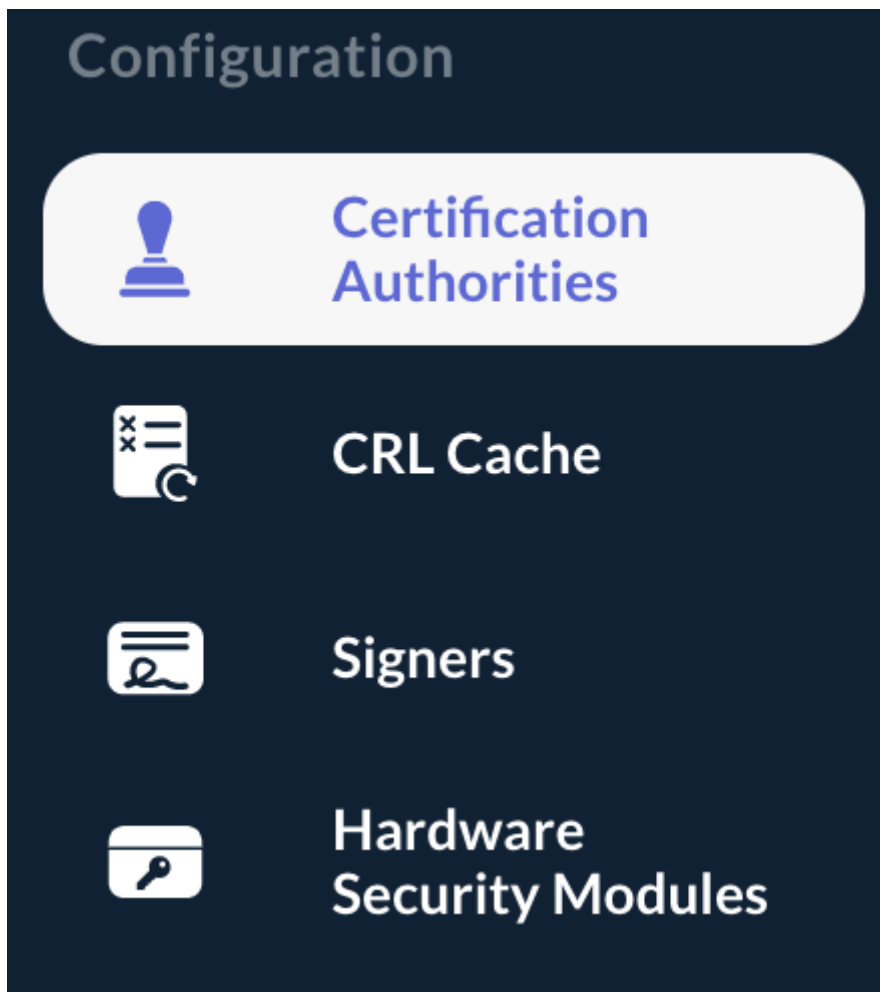 Configuration
Certification
Authorities
CRL Cache
Signers
Hardware
Security Modules